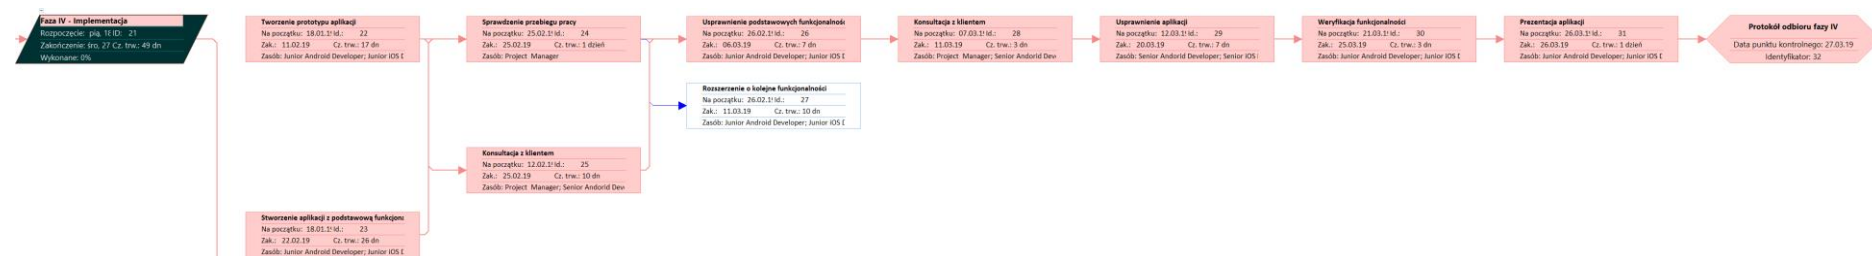 Faza IV - Implementacja
Rozpoczęcie: pią, 18 ID: 21
Zakończenie: śro, 27 Cz. trw.: 49 dn
Wykonane: 0%
Tworzenie prototypu aplikacji
Na początku: 18.01.1 Id.: 22
Zak.: 11.02.19 Cz. trw.: 17 dn
Zasób: Junior Android Developer; Junior iOS
Sprawdzenie przebiegu pracy
Na początku: 25.02.1 Id.: 24
Zak.: 25.02.19 Cz. trw.: 1 dzień
Zasób: Project Manager
Usprawnienie podstawowych funkcjonalnośc
Na początku: 26.02.1 Id.: 26
Zak.: 06.03.19 Cz. trw.: 7 dn
Zasób: Junior Android Developer; Junior iOS
Konsultacja z klientem
Na początku: 07.03.1 Id.: 28
Zak.: 11.03.19 Cz. trw.: 3 dn
Zasób: Project Manager; Senior Andorid Dev
Usprawnienie aplikacji
Na początku: 12.03.1 Id.: 29
Zak.: 20.03.19 Cz. trw.: 7 dn
Zasób: Senior Andorid Developer; Senior iOS
Weryfikacja funkcjonalności
Na początku: 21.03.1 Id.: 30
Zak.: 25.03.19 Cz. trw.: 3 dn
Zasób: Junior Android Developer; Junior iOS
Prezentacja aplikacji
Na początku: 26.03.1 Id.: 31
Zak.: 26.03.19 Cz. trw.: 1 dzień
Zasób: Junior Android Developer; Junior iOS
Protokół odbioru fazy IV
Data punktu kontrolnego: 27.03.19
Identyfikator: 32
Rozszerzenie o kolejne funkcjonalności
Na początku: 26.02.1 Id.: 27
Zak.: 11.03.19 Cz. trw.: 10 dn
Zasób: Junior Android Developer; Junior iOS
Konsultacja z klientem
Na początku: 12.02.1 Id.: 25
Zak.: 25.02.19 Cz. trw.: 10 dn
Zasób: Project Manager; Senior Andorid Dev
Stworzenie aplikacji z podstawową funkcjon
Na początku: 18.01.1 Id.: 23
Zak.: 22.02.19 Cz. trw.: 26 dn
Zasób: Junior Android Developer; Junior iOS